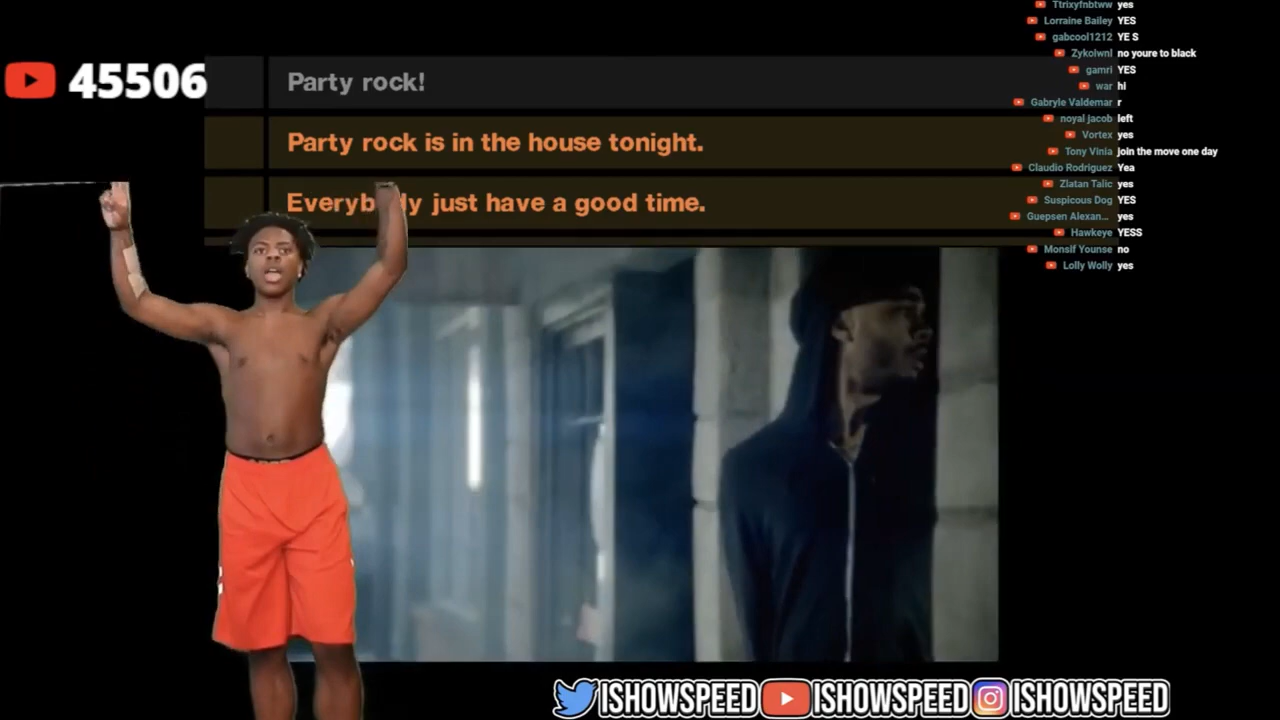 45506
Party rock!
Party rock is in the house tonight.
Everyb dy just have a good time.
Ttrixyfnbtww yes
Lorraine Bailey YES
gabcool1212 YE S
Zykolwnl no youre to black
gamri YES
war hi
Gabryle Valdemar r
noyal jacob left
Vortex yes
Tony Vinia join the move one day
Claudio Rodriguez Yea
Zlatan Talic yes
Suspicous Dog YES
Guepsen Alexan... yes
Hawkeye YESS
Monsif Younse no
Lolly Wolly yes
ISHOWSPEED ISHOWSPEED ISHOWSPEED